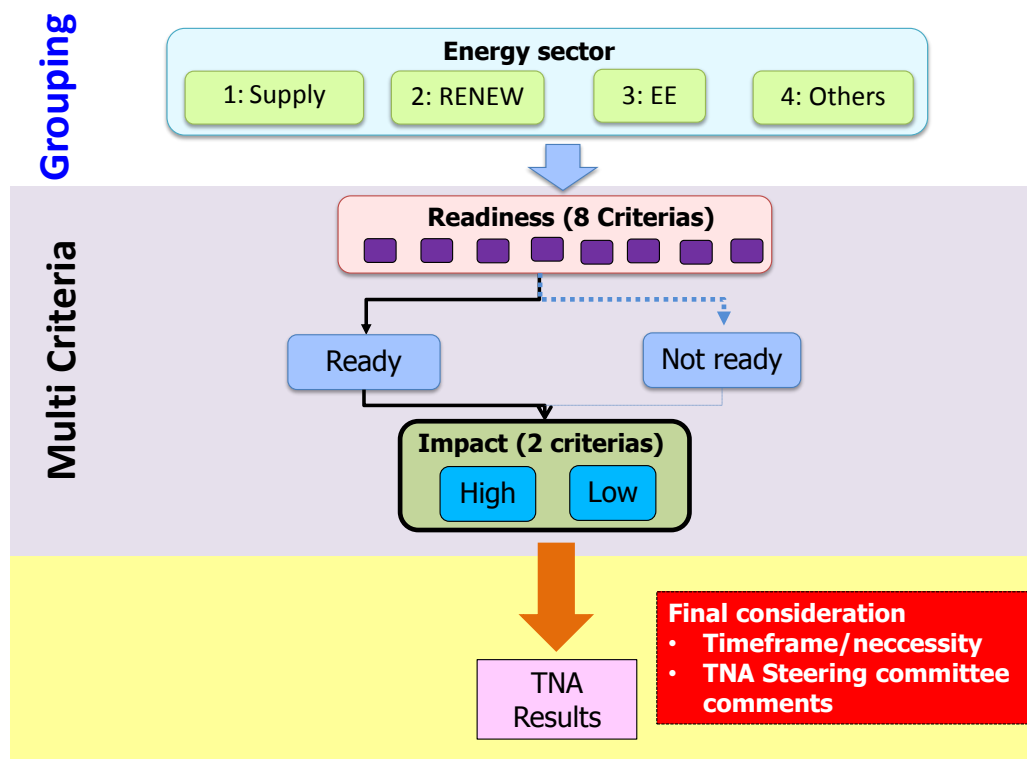 Grouping
Energy sector
1: Supply
2: RENEW
3: EE
4: Others
Multi Criteria
Readiness (8 Criterias)
Ready
Not ready
Impact (2 criterias)
High
Low
Final consideration
• Timeframe/neccessity
• TNA Steering committee
comments
TNA
Results